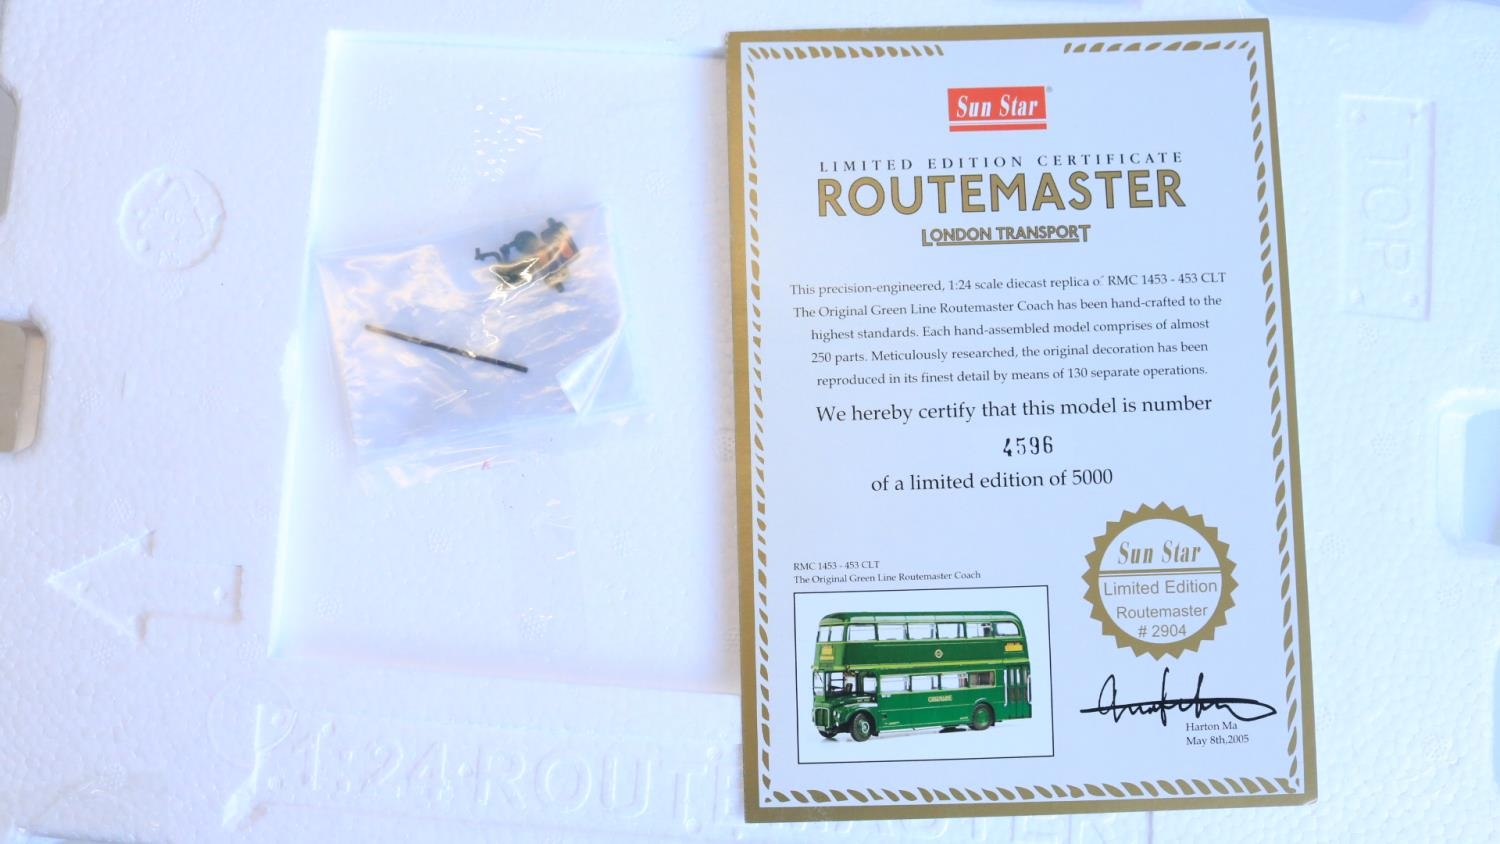 Sun Star
LIMITED EDITION CERTIFICATE
ROUTEMASTER
LONDON TRANSPORT
This precision-engineered, 1:24 scale diecast replica of RMC 1453 - 453 CLT
The Original Green Line Routemaster Coach has been hand-crafted to the
highest standards. Each hand-assembled model comprises of almost
250 parts. Meticulously researched, the original decoration has been
reproduced in its finest detail by means of 130 separate operations.
We hereby certify that this model is number
4596
of a limited edition of 5000
RMC 1453 - 453 CLT
The Original Green Line Routemaster Coach
Sun Star
Limited Edition
Routemaster
# 2904
Harton Ma
May 8th,2005
TOP
1:24 ROUTEMASTER